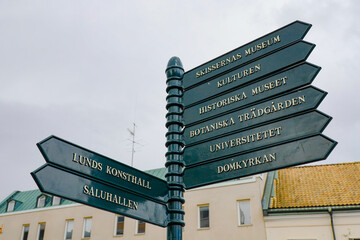 SKISSERNAS MUSEUM
KULTUREN
HISTORISKA MUSEET
BOTANISKA TRÄDGÅRDEN
UNIVERSITETET
DOMKYRKAN
LUNDS KONSTHALL
SALUHALLEN